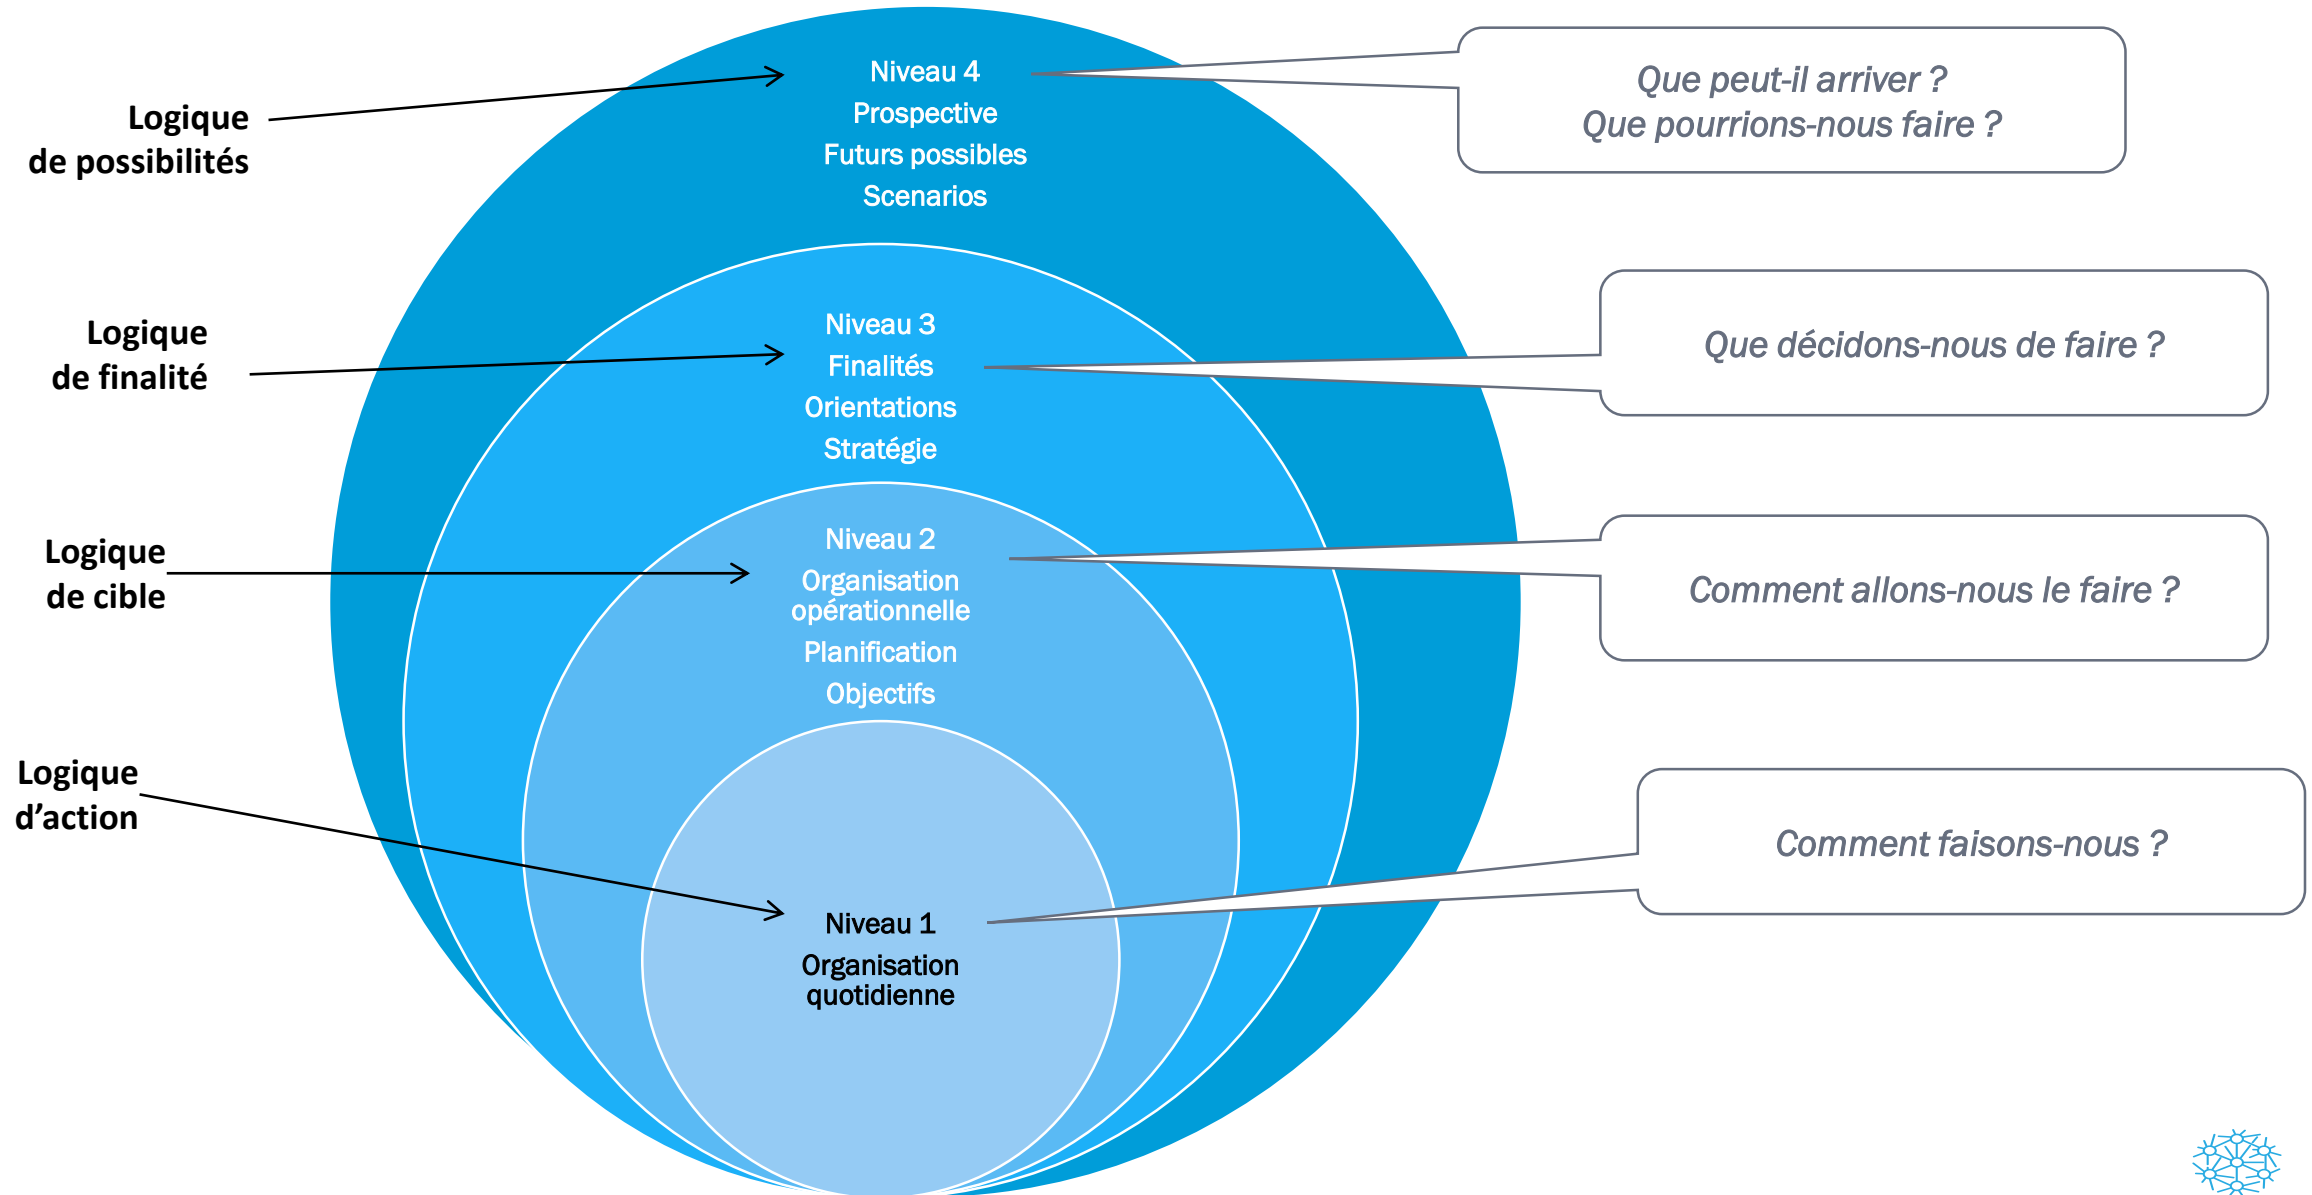 Logique
de possibilités
Niveau 4
Prospective
Futurs possibles
Scenarios
Que peut-il arriver ?
Que pourrions-nous faire ?
Logique
de finalité
Niveau 3
Finalités
Orientations
Stratégie
Que décidons-nous de faire ?
Logique
de cible
Niveau 2
Organisation
opérationnelle
Planification
Objectifs
Comment allons-nous le faire ?
Logique
d’action
Niveau 1
Organisation
quotidienne
Comment faisons-nous ?